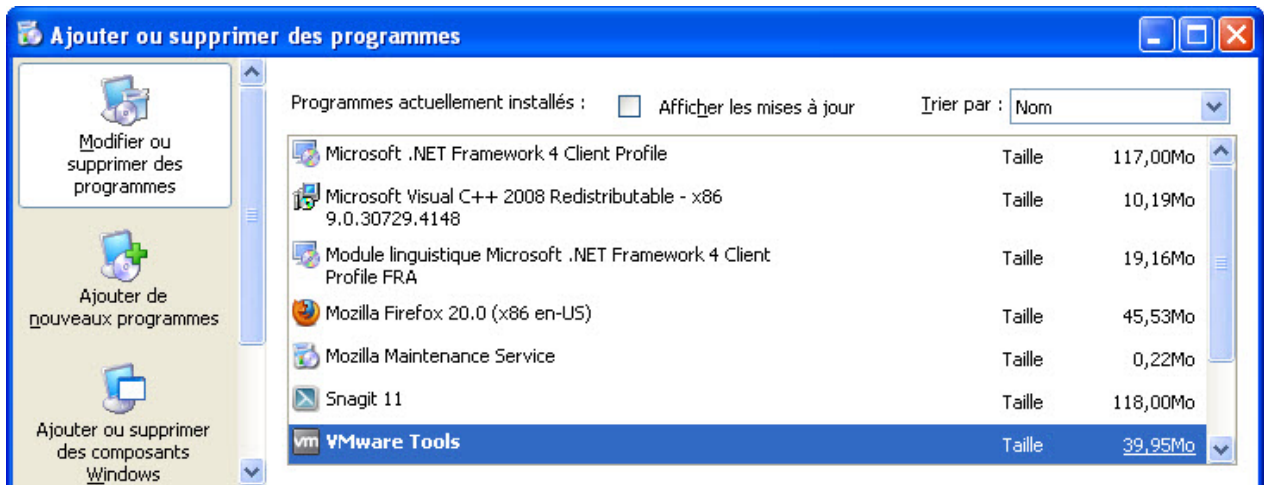 Ajouter ou supprimer des programmes
Modifier ou
supprimer des
programmes
Ajouter de
nouveaux programmes
Ajouter ou supprimer
des composants
Windows
Programmes actuellement installés :
Afficher les mises à jour
Trier par :
Nom
Microsoft .NET Framework 4 Client Profile
Taille
117,00Mo
Microsoft Visual C++ 2008 Redistributable - x86
9.0.30729.4148
Taille
10,19Mo
Module linguistique Microsoft .NET Framework 4 Client
Profile FRA
Taille
19,16Mo
Mozilla Firefox 20.0 (x86 en-US)
Taille
45,53Mo
Mozilla Maintenance Service
Taille
0,22Mo
Snagit 11
Taille
118,00Mo
vm
VMware Tools
Taille
39,95Mo